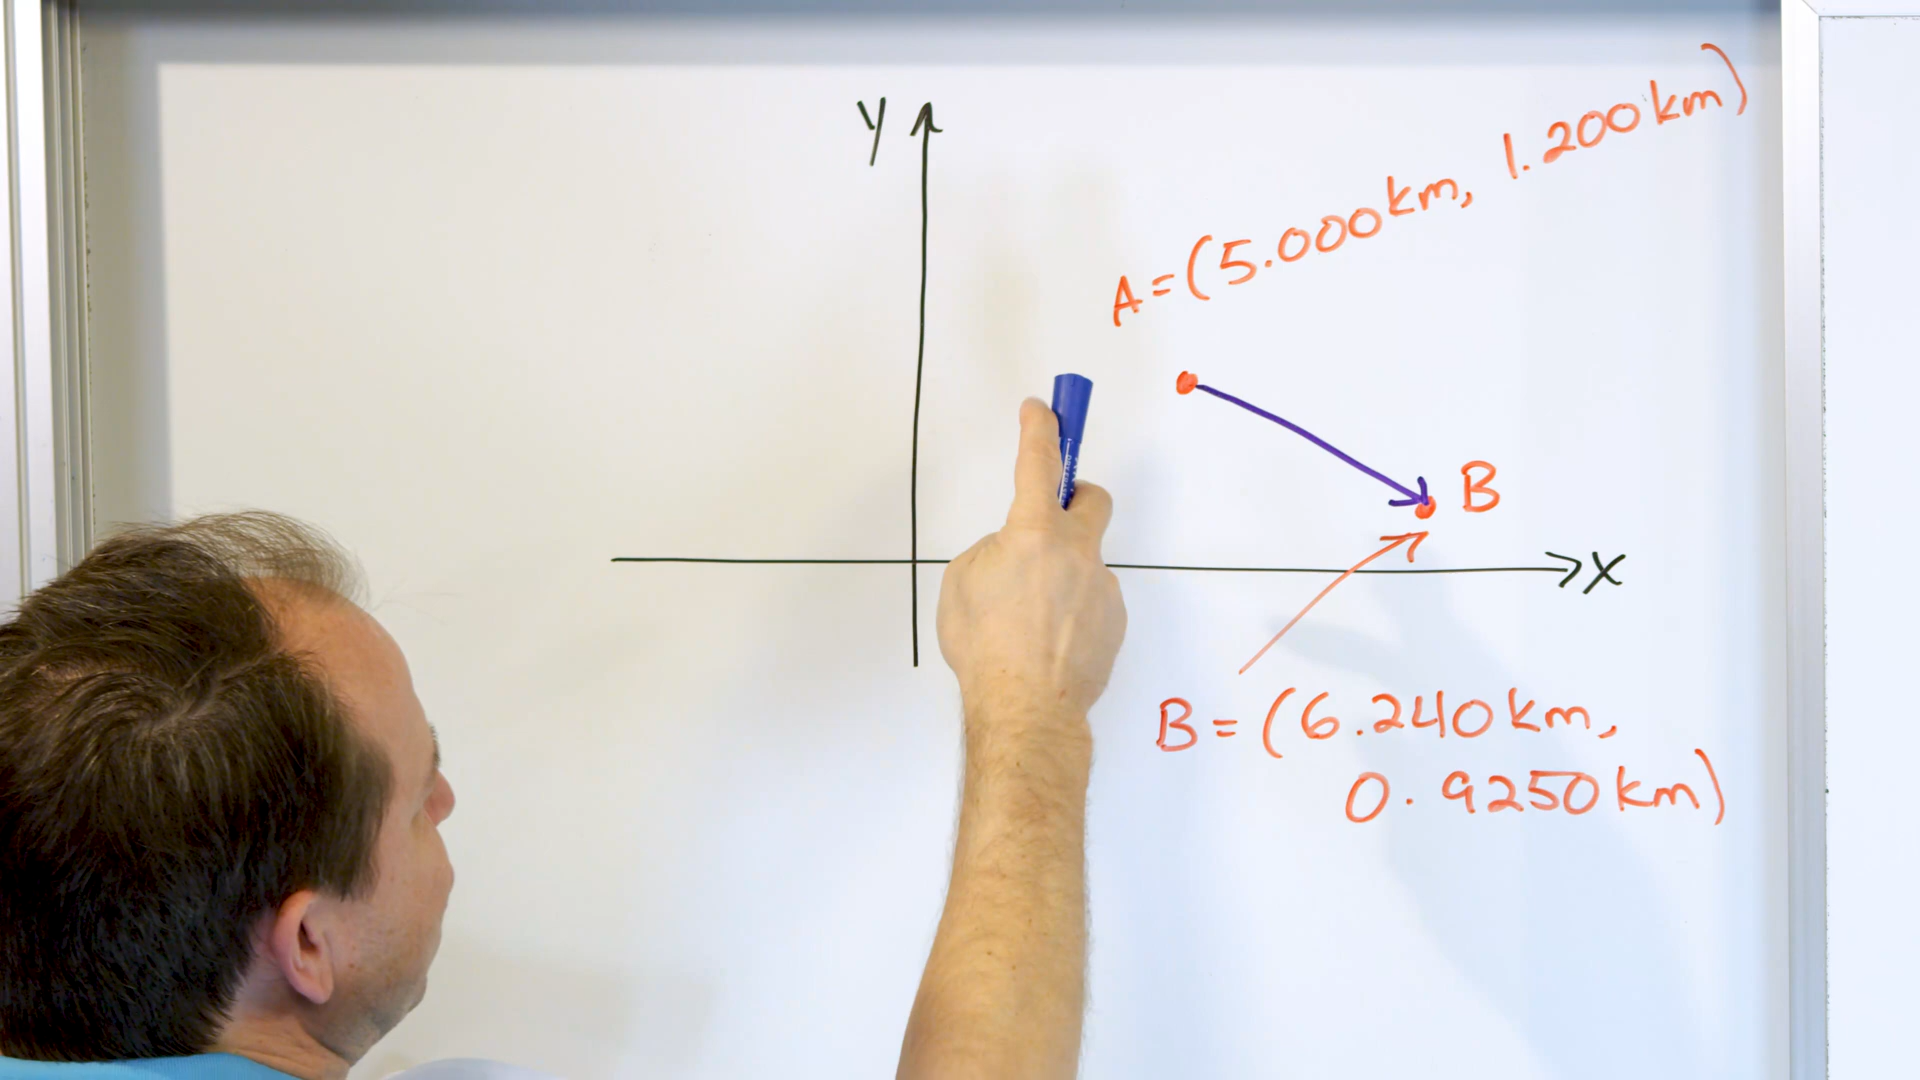 y
A=(5.000km, 1.200km)
B
x
B=(6.240km,
0.9250km)